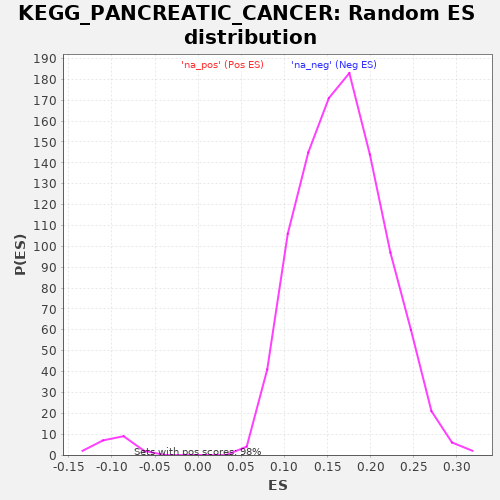 KEGG_PANCREATIC_CANCER: Random ES
distribution
'na_pos' (Pos ES) 'na_neg' (Neg ES)
190
180
170
160
150
140
130
120
110
100
90
80
70
60
50
40
30
20
10
0
P(ES)
Sets with pos scores: 98%
-0.15 -0.10 -0.05 0.00 0.05 0.10 0.15 0.20 0.25 0.30
ES